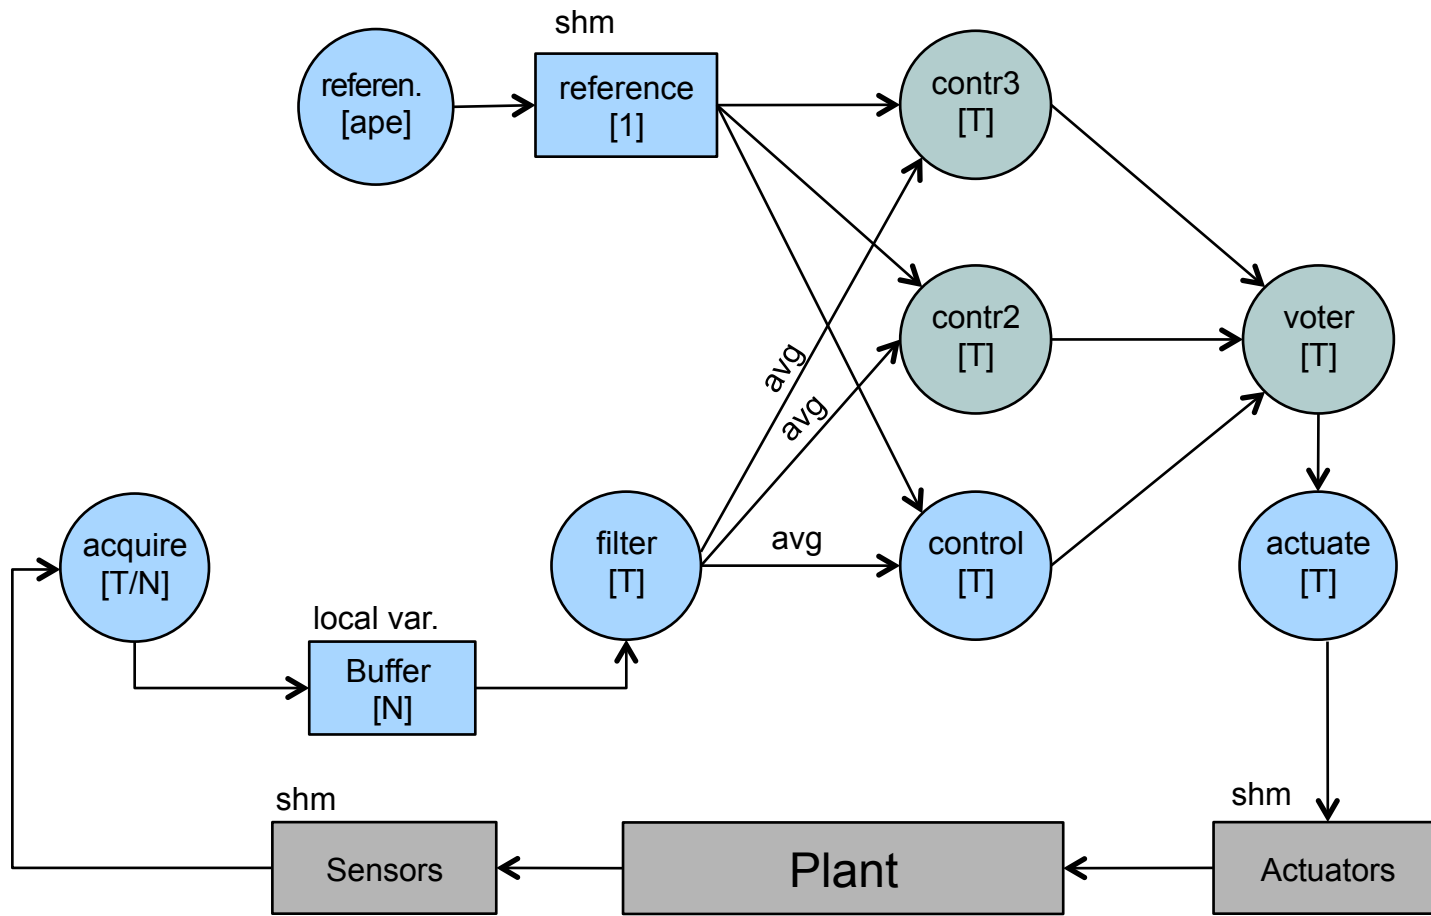 shm
referen.
[ape]
reference
[1]
contr3
[T]
avg
avg
contr2
[T]
voter
[T]
acquire
[T/N]
filter
[T]
avg
control
[T]
actuate
[T]
local var.
Buffer
[N]
shm
Sensors
Plant
shm
Actuators